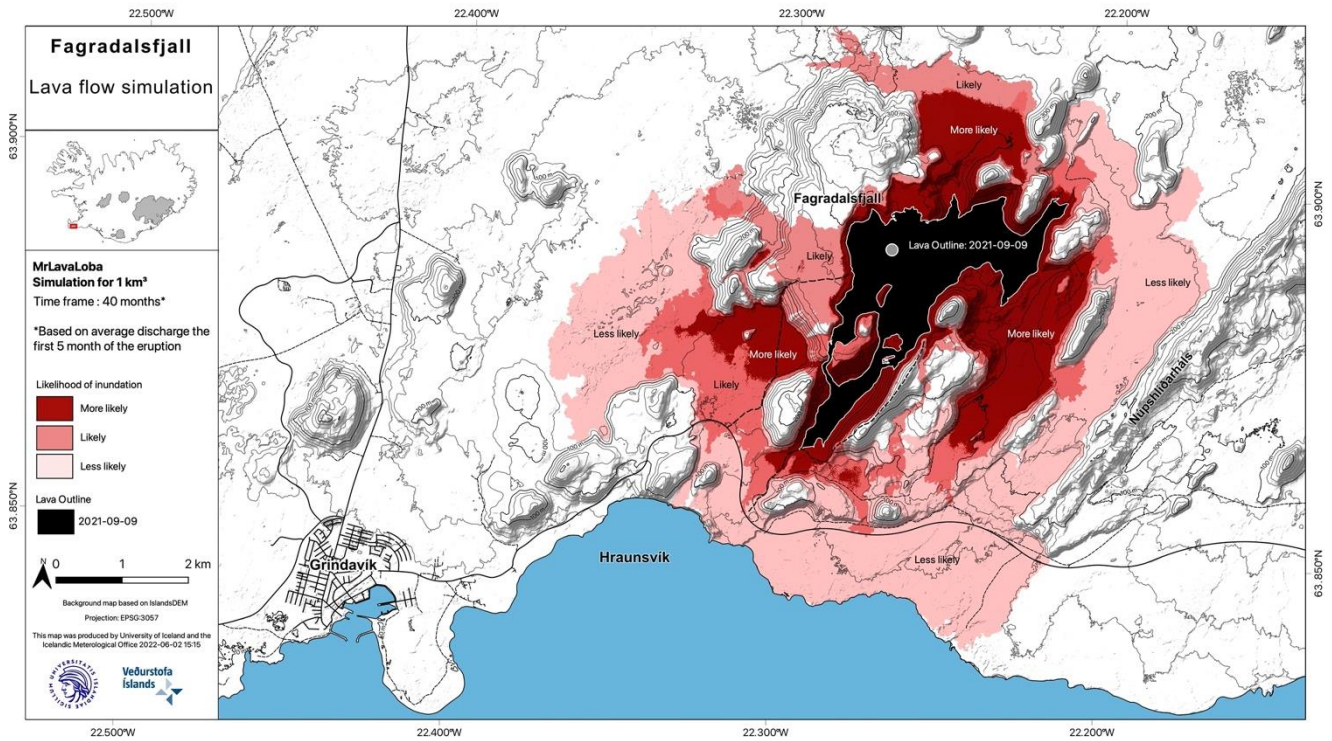 Fagradalsfjall
Lava flow simulation
MrLavaLoba
Simulation for 1 km³
Time frame : 40 months*
*Based on average discharge the
first 5 month of the eruption
Likelihood of inundation
More likely
Likely
Less likely
Lava Outline
2021-09-09
N
0 1 2 km
Background map based on IslandsDEM
Projection: EPSG:3057
This map was produced by University of Iceland and the
Icelandic Meterological Office 2022-06-02 15:15
SIGILLUM UNIVERSITATIS ISLANDIAE
Veðurstofa
Íslands
22.500°W 22.400°W 22.300°W 22.200°W
63.900°N
63.900°N
63.850°N
63.850°N
Likely
More likely
Fagradalsfjall
Lava Outline: 2021-09-09
Likely
Less likely
Less likely
More likely
More likely
Likely
Núpshlíðarháls
Less likely
Grindavík
Hraunsvík
22.500°W 22.400°W 22.300°W 22.200°W